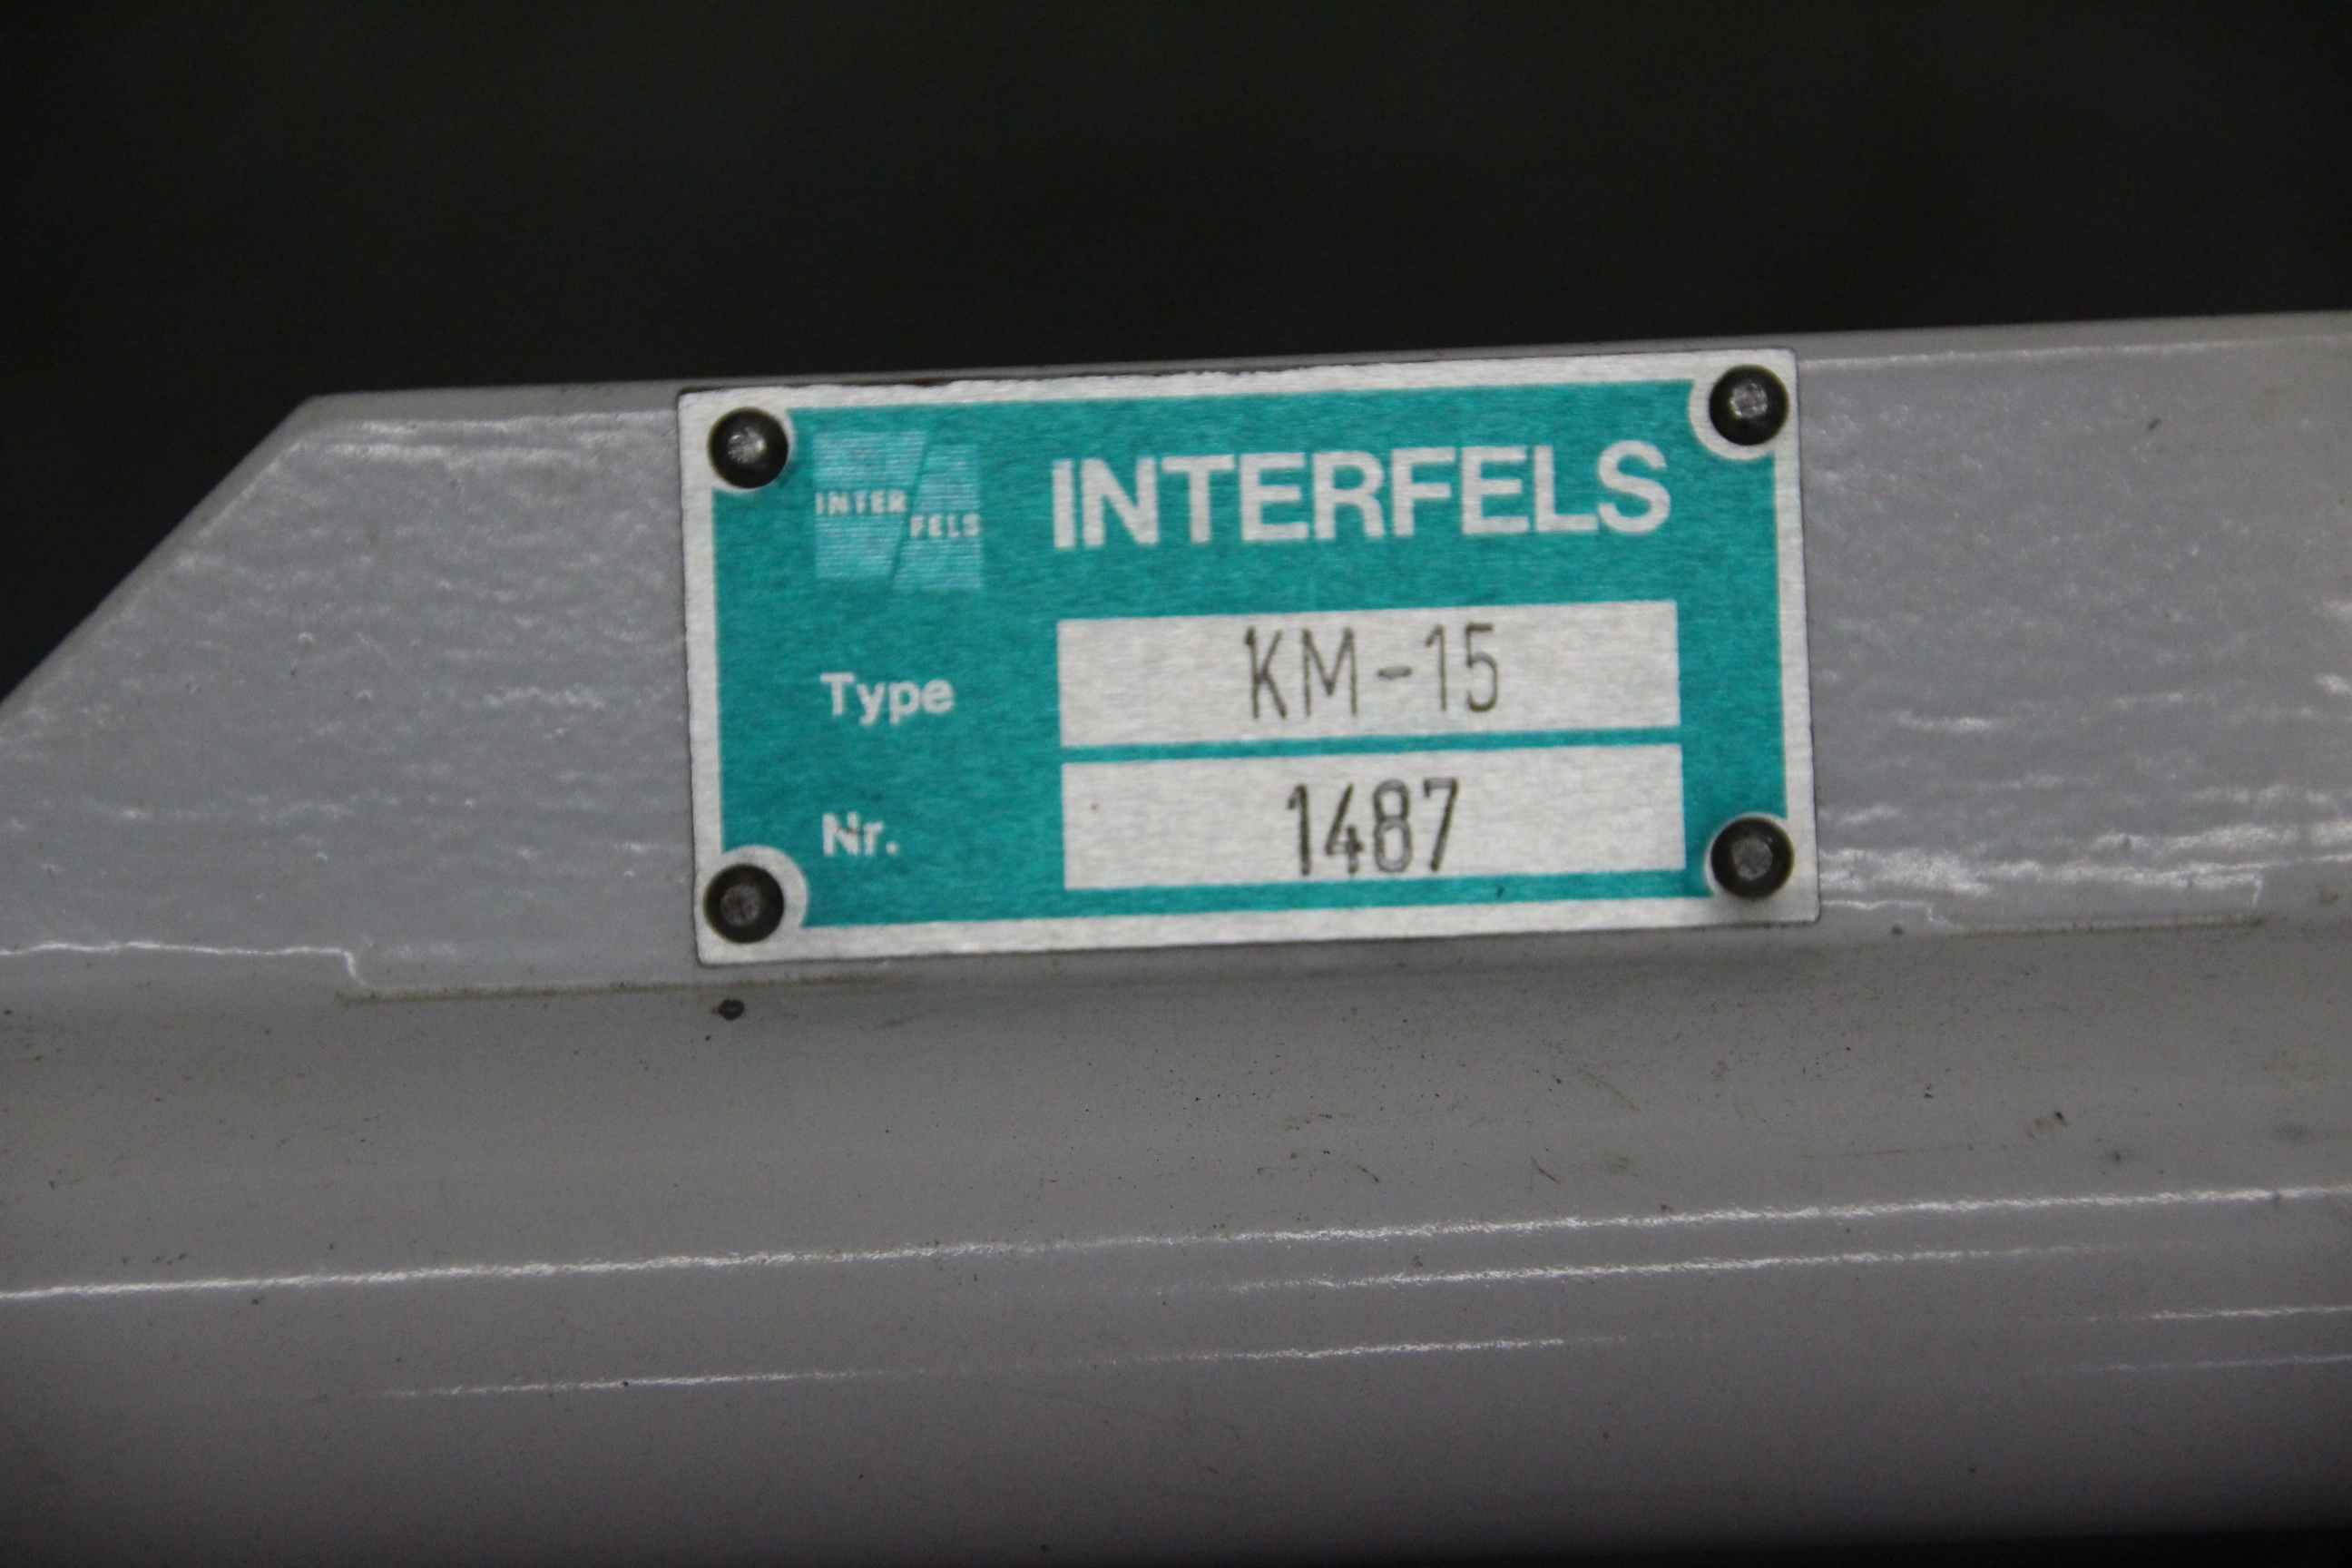 INTER
FELS
INTERFELS
Type KM-15
Nr. 1487